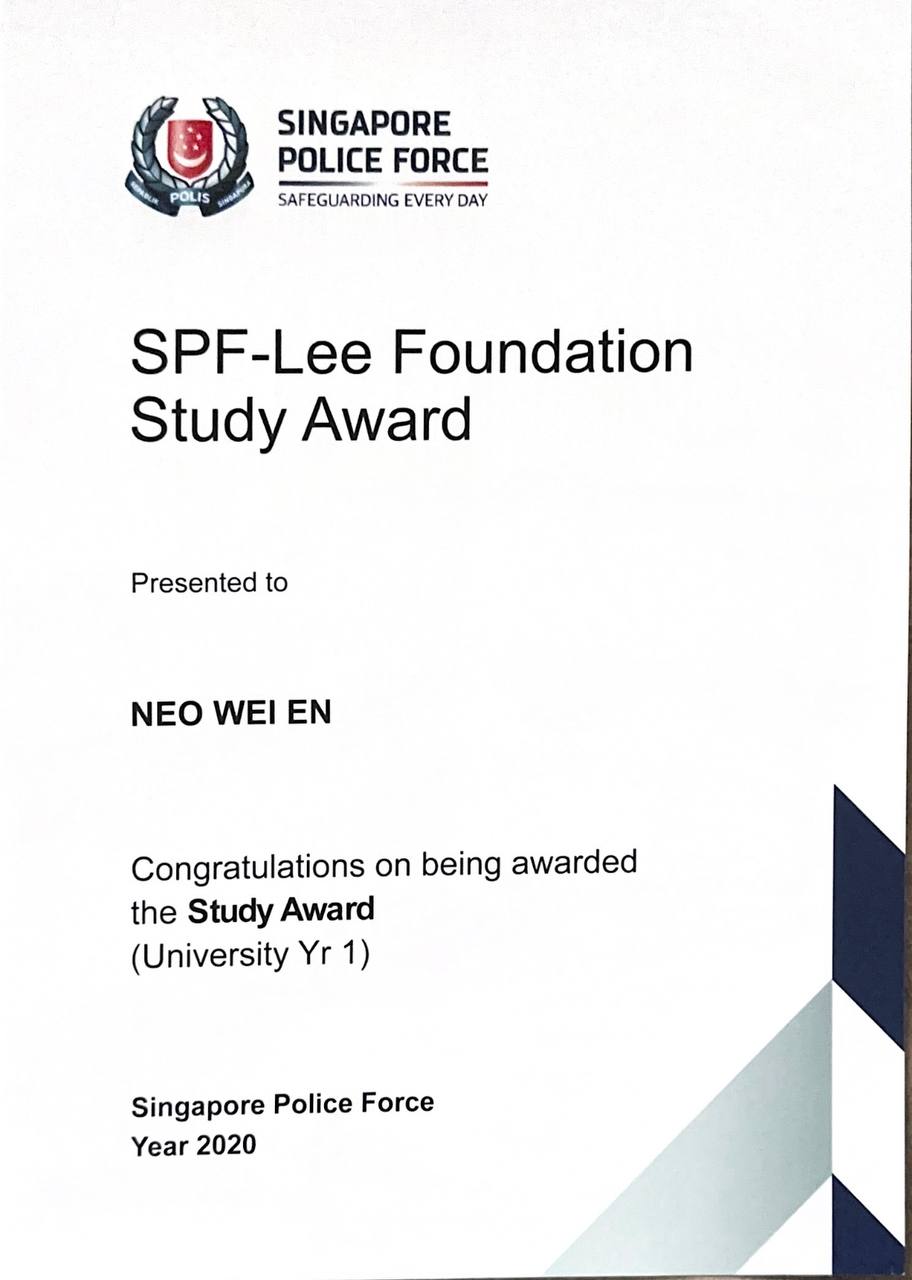 SINGAPORE
POLICE FORCE
SAFEGUARDING EVERY DAY
REPUBLIK POLIS SINGAPURA
SPF-Lee Foundation
Study Award
Presented to
NEO WEI EN
Congratulations on being awarded
the Study Award
(University Yr 1)
Singapore Police Force
Year 2020